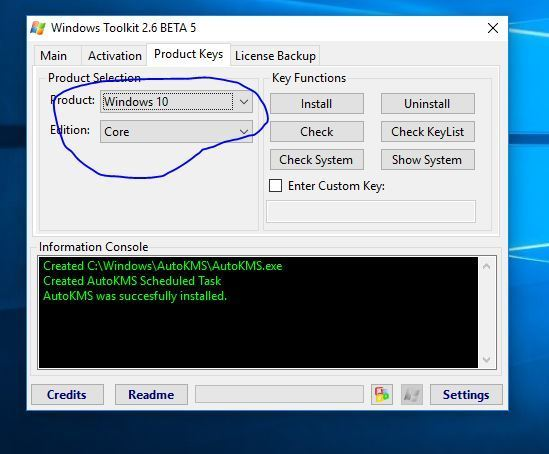 Windows Toolkit 2.6 BETA 5
Main Activation Product Keys License Backup
Product Selection
Product: Windows 10
Edition: Core
Key Functions
Install Uninstall
Check Check KeyList
Check System Show System
Enter Custom Key:
Information Console
Created C:\Windows\AutoKMS\AutoKMS.exe
Created AutoKMS Scheduled Task
AutoKMS was succesfully installed.
Credits Readme Settings